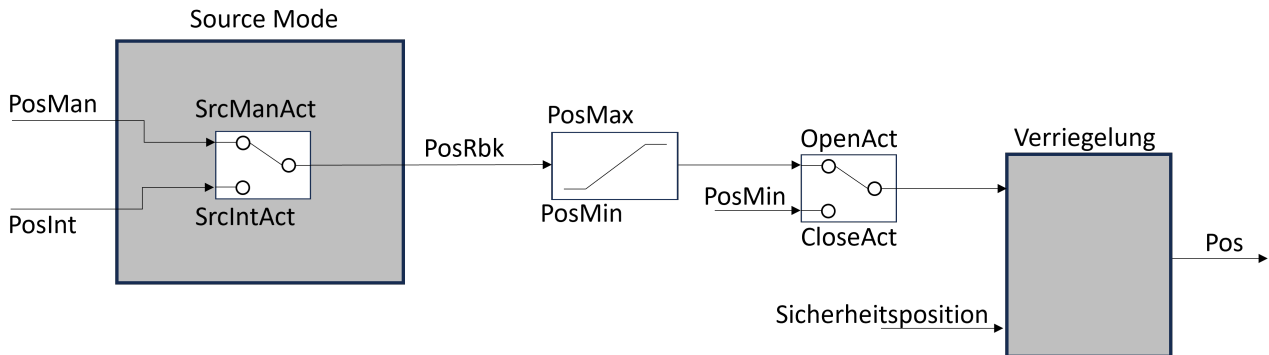 Source Mode
PosMan
SrcManAct
PosInt
SrcIntAct
PosRbk
PosMax
PosMin
OpenAct
PosMin
CloseAct
Verriegelung
Sicherheitsposition
Pos